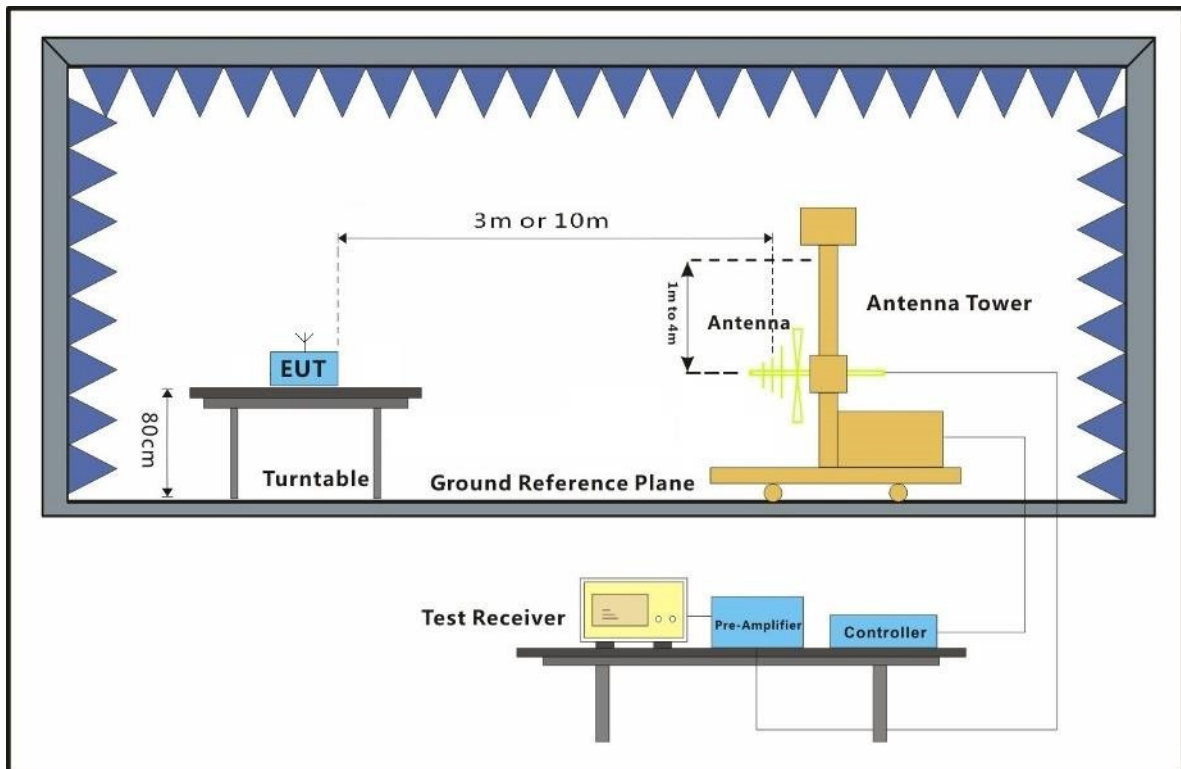 3m or 10m
1m to 4m
Antenna
Antenna Tower
EUT
80cm
Turntable
Ground Reference Plane
Test Receiver
Pre-Amplifier
Controller